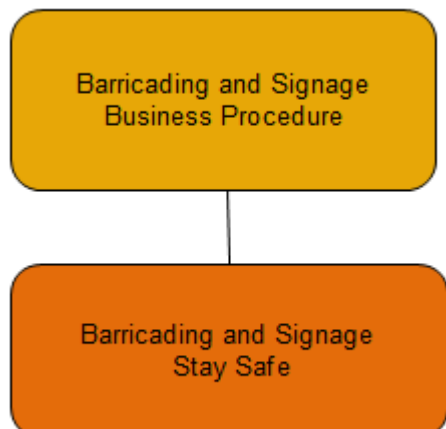 Barricading and Signage
Business Procedure
Barricading and Signage
Stay Safe